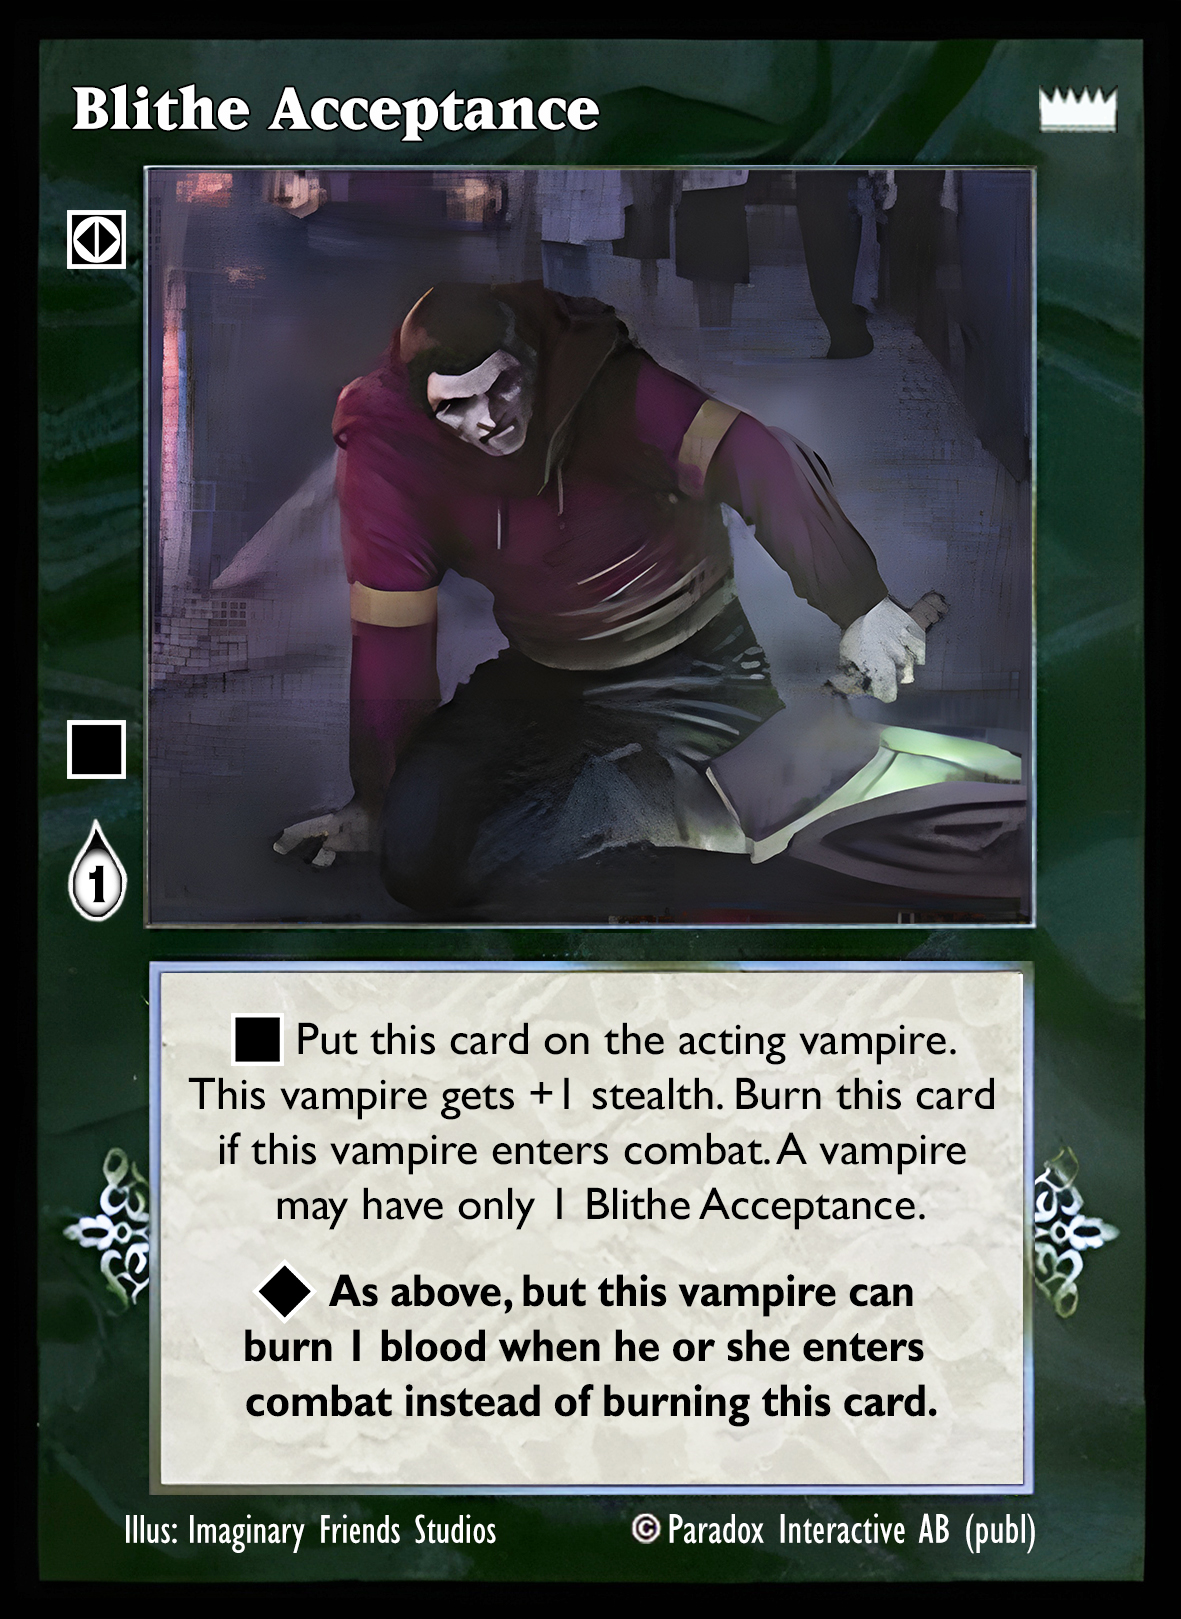 Blithe Acceptance
1
Put this card on the acting vampire.
This vampire gets +1 stealth. Burn this card
if this vampire enters combat. A vampire
may have only 1 Blithe Acceptance.
As above, but this vampire can
burn 1 blood when he or she enters
combat instead of burning this card.
Illus: Imaginary Friends Studios
© Paradox Interactive AB (publ)